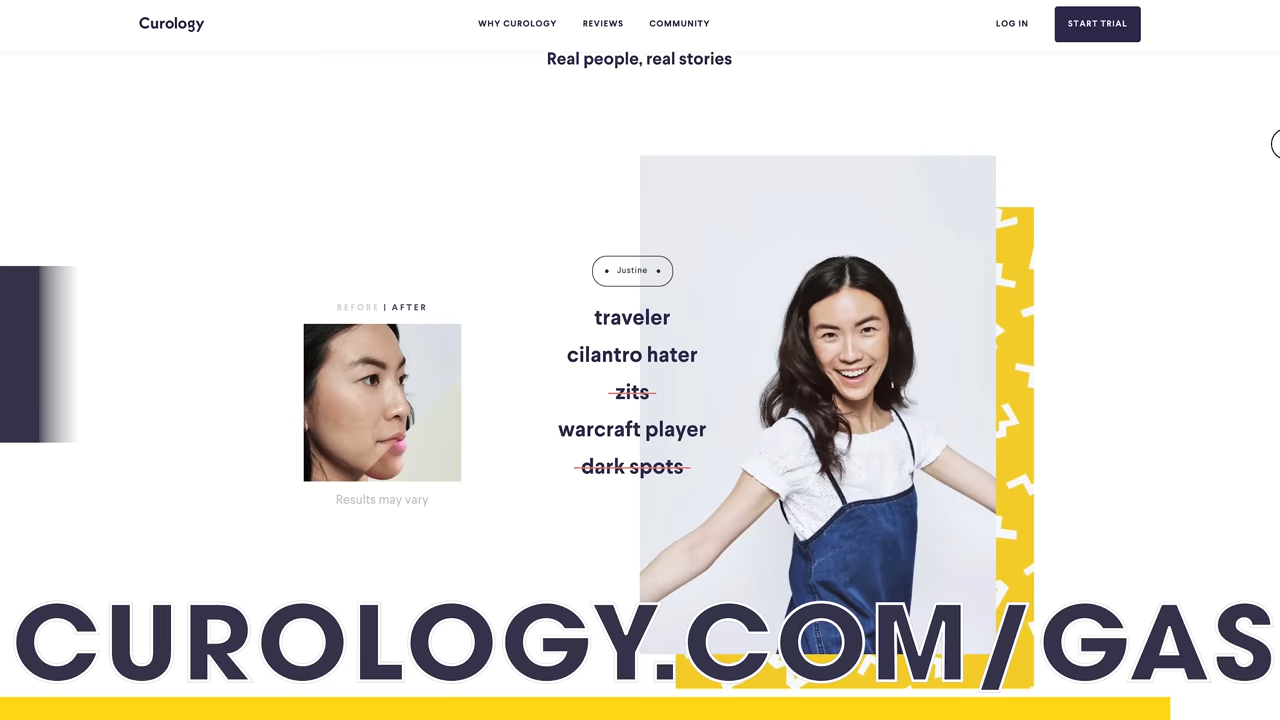 Curology
WHY CUROLOGY
REVIEWS
COMMUNITY
LOG IN
START TRIAL
Real people, real stories
BEFORE | AFTER
Results may vary
Justine
traveler
cilantro hater
zits
warcraft player
dark spots
CUROLOGY.COM/GAS